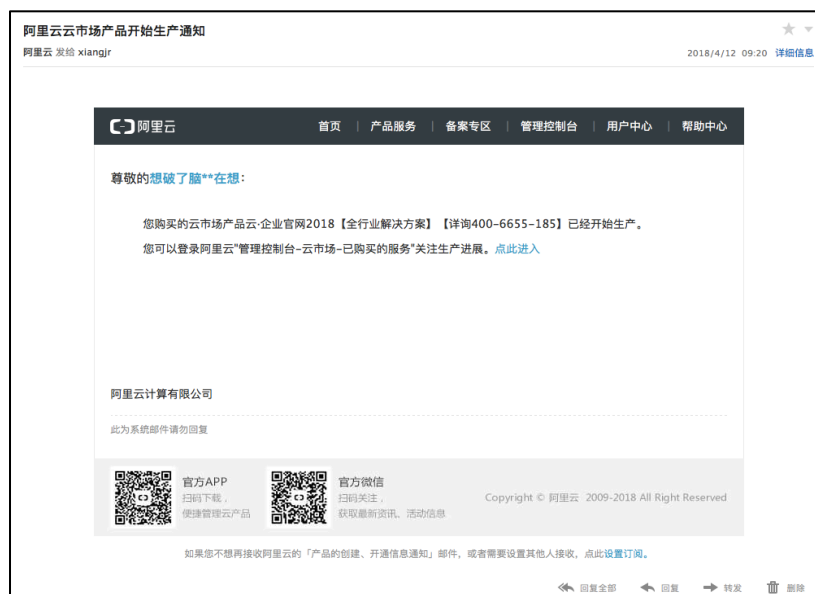 阿里云云市场产品开始生产通知
阿里云 发给 xiangjr
2018/4/12 09:20 详细信息
阿里云
首页 | 产品服务 | 备案专区 | 管理控制台 | 用户中心 | 帮助中心
尊敬的想破了脑**在想：
您购买的云市场产品云·企业官网2018【全行业解决方案】【详询400-6655-185】已经开始生产。
您可以登录阿里云"管理控制台-云市场-已购买的服务"关注生产进展。点此进入
阿里云计算有限公司
此为系统邮件请勿回复
官方APP
扫码下载，
便捷管理云产品
官方微信
扫码关注，
获取最新资讯、活动信息
Copyright © 阿里云 2009-2018 All Right Reserved
如果您不想再接收阿里云的「产品的创建、开通信息通知」邮件，或者需要设置其他人接收，点此设置订阅。
回复全部 回复 转发 删除